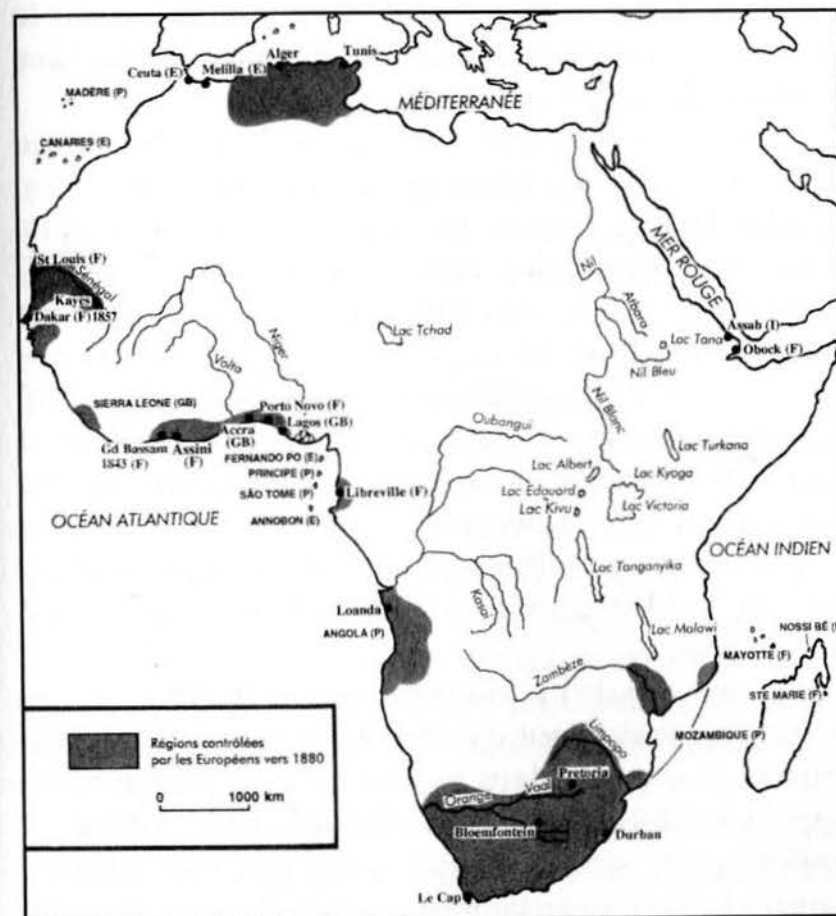 Alger
Tunis
Ceuta (E)
Melilla (E)
MADÈRE (P)
MÉDITERRANÉE
CANARIES (E)
MER ROUGE
Nil
St Louis (F)
Sénégal
Kayes
Dakar (F) 1857
Atbara
Assab (I)
Lac Tchad
Lac Tana
Obock (F)
Niger
Volta
Nil Bleu
SIERRA LEONE (GB)
Porto Novo (F)
Nil Blanc
Lagos (GB)
Accra
(GB)
Oubangui
Gd Bassam
1843 (F)
Assini
(F)
Lac Turkana
FERNANDO PO (E)
Lac Albert
Lac Kyoga
PRINCIPE (P)
SÃO TOME (P)
Libreville (F)
Lac Edouard
Lac Victoria
Lac Kivu
ANNOBON (E)
OCÉAN ATLANTIQUE
OCÉAN INDIEN
Lac Tanganyika
Kasai
Loanda
ANGOLA (P)
Lac Malawi
NOSSI BÉ (
MAYOTTE (F)
Zambèze
STE MARIE (F)
MOZAMBIQUE (P)
Limpopo
Régions contrôlées
par les Européens vers 1880
0 1000 km
Pretoria
Orange
Vaal
Bloemfontein
Durban
Le Cap